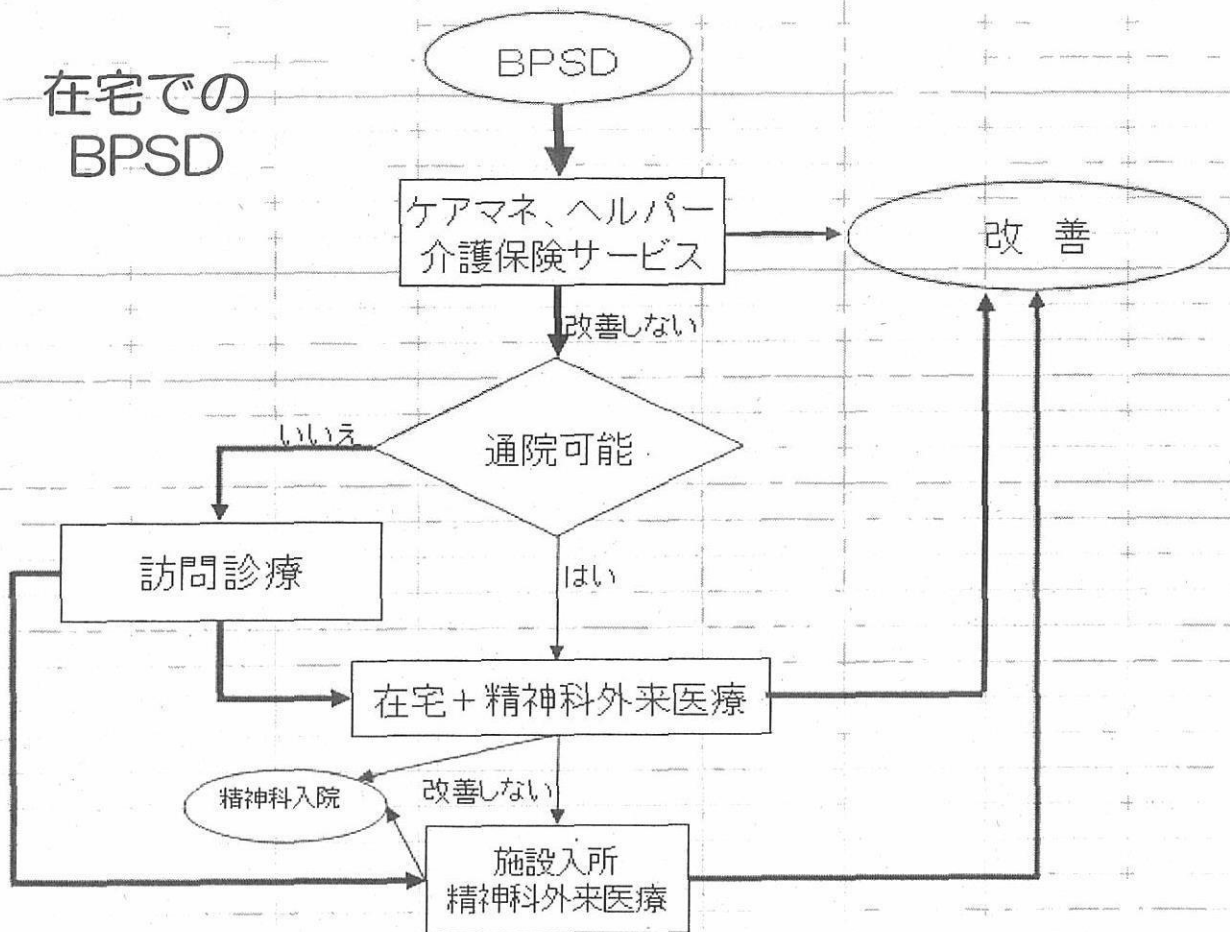 在宅での
BPSD
BPSD
ケアマネ、ヘルパー
介護保険サービス
改善
改善しない
通院可能
いいえ
訪問診療
はい
在宅+精神科外来医療
精神科入院
改善しない
施設入所
精神科外来医療